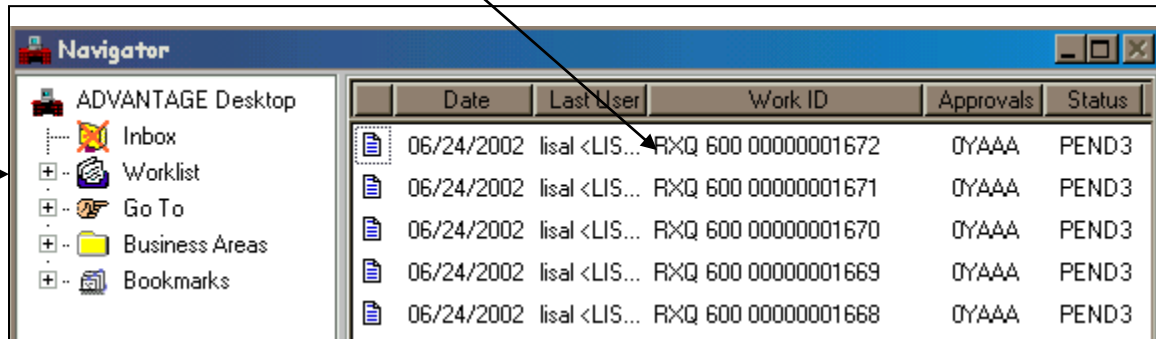 Navigator
ADVANTAGE Desktop
Inbox
Worklist
Go To
Business Areas
Bookmarks
Date Last User Work ID Approvals Status
06/24/2002 lisal <LIS... RXQ 600 00000001672 0YAAA PEND3
06/24/2002 lisal <LIS... RXQ 600 00000001671 0YAAA PEND3
06/24/2002 lisal <LIS... RXQ 600 00000001670 0YAAA PEND3
06/24/2002 lisal <LIS... RXQ 600 00000001669 0YAAA PEND3
06/24/2002 lisal <LIS... RXQ 600 00000001668 0YAAA PEND3